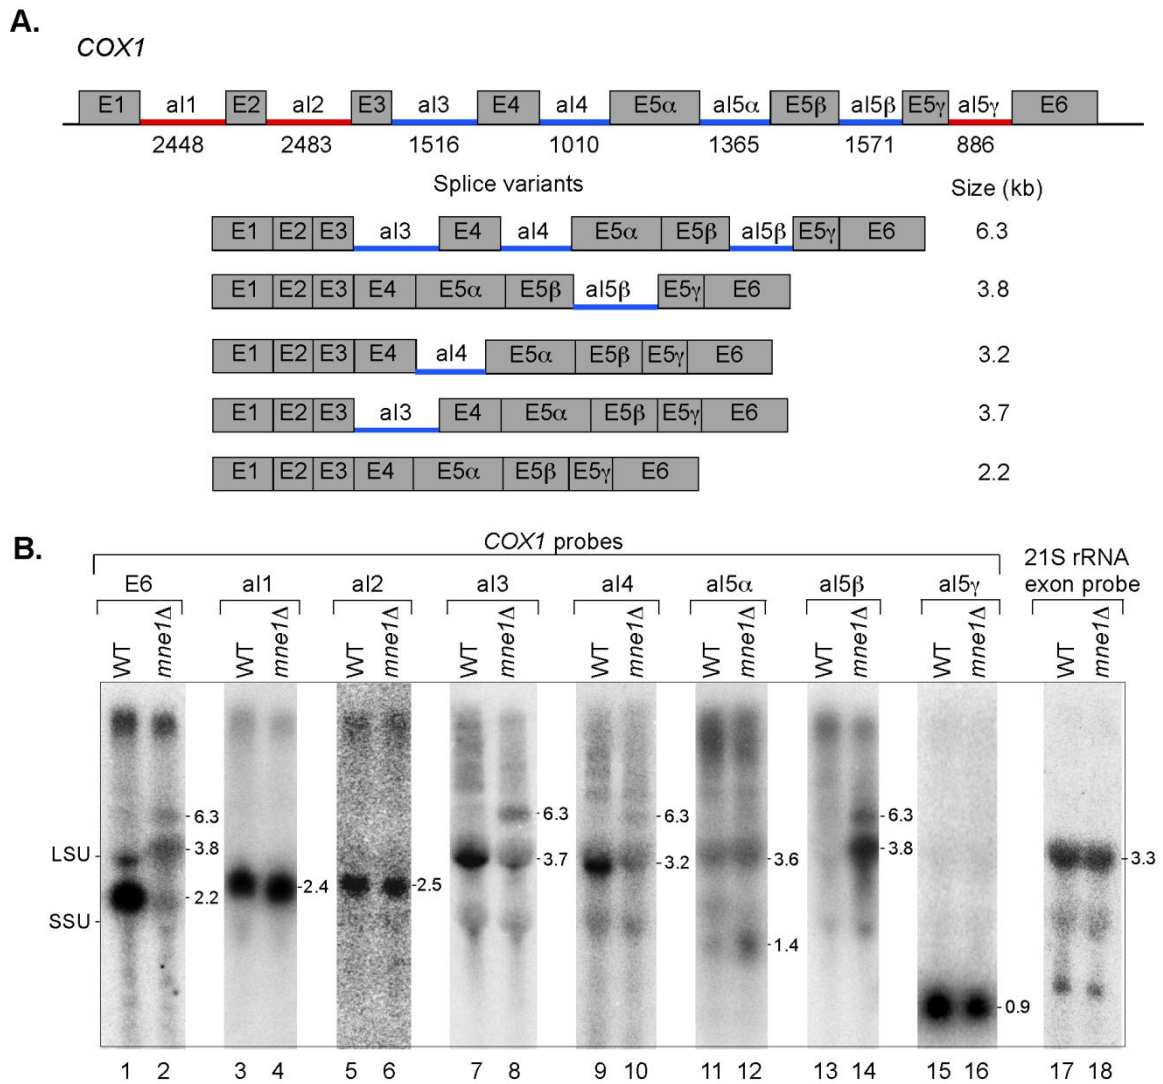 A.
COX1
E1 aI1 E2 aI2 E3 aI3 E4 aI4 E5α aI5α E5β aI5β E5γ aI5γ E6
2448 2483 1516 1010 1365 1571 886
Splice variants Size (kb)
E1 E2 E3 aI3 E4 aI4 E5α E5β aI5β E5γ E6 6.3
E1 E2 E3 E4 E5α E5β aI5β E5γ E6 3.8
E1 E2 E3 E4 aI4 E5α E5β E5γ E6 3.2
E1 E2 E3 aI3 E4 E5α E5β E5γ E6 3.7
E1 E2 E3 E4 E5α E5β E5γ E6 2.2
B.
COX1 probes
21S rRNA
exon probe
E6 aI1 aI2 aI3 aI4 aI5α aI5β aI5γ
WT mne1Δ WT mne1Δ WT mne1Δ WT mne1Δ WT mne1Δ WT mne1Δ WT mne1Δ WT mne1Δ WT mne1Δ
LSU
SSU
6.3
3.8
2.2
2.4
2.5
6.3
3.7
6.3
3.2
3.6
1.4
6.3
3.8
0.9
3.3
1 2 3 4 5 6 7 8 9 10 11 12 13 14 15 16 17 18